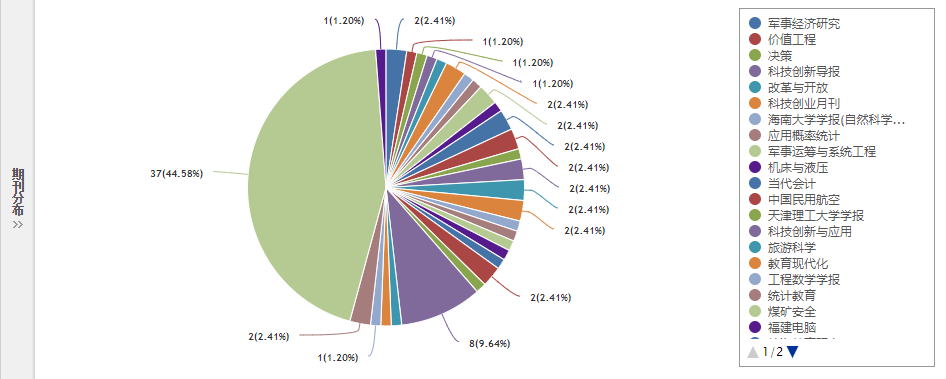 期刊分布
1(1.20%)
2(2.41%)
1(1.20%)
1(1.20%)
1(1.20%)
2(2.41%)
2(2.41%)
2(2.41%)
2(2.41%)
2(2.41%)
2(2.41%)
2(2.41%)
2(2.41%)
8(9.64%)
1(1.20%)
2(2.41%)
37(44.58%)
军事经济研究
价值工程
决策
科技创新导报
改革与开放
科技创业月刊
海南大学学报(自然科学...
应用概率统计
军事运筹与系统工程
机床与液压
当代会计
中国民用航空
天津理工大学学报
科技创新与应用
旅游科学
教育现代化
工程数学学报
统计教育
煤矿安全
福建电脑
1/2